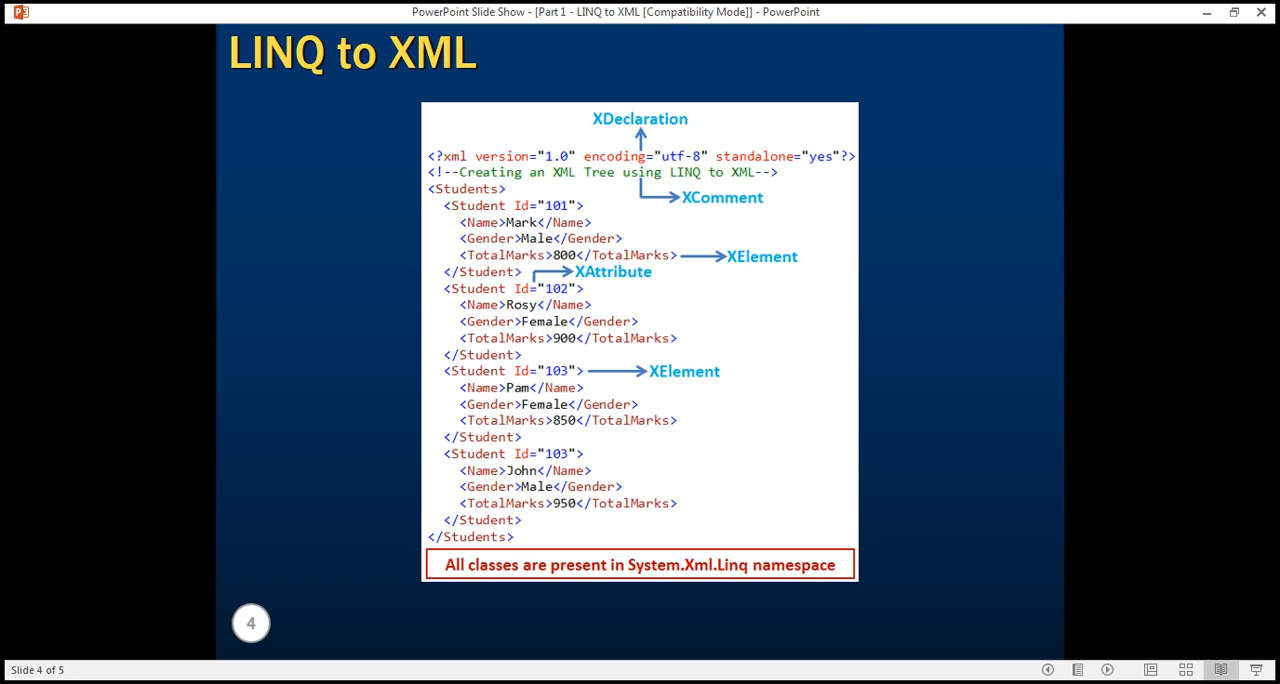 PowerPoint Slide Show - [Part 1 - LINQ to XML [Compatibility Mode]] - PowerPoint
LINQ to XML
XDeclaration
<?xml version="1.0" encoding="utf-8" standalone="yes"?>
<!--Creating an XML Tree using LINQ to XML-->
<Students>
XComment
<Student Id="101">
<Name>Mark</Name>
<Gender>Male</Gender>
<TotalMarks>800</TotalMarks>
XElement
</Student>
XAttribute
<Student Id="102">
<Name>Rosy</Name>
<Gender>Female</Gender>
<TotalMarks>900</TotalMarks>
</Student>
<Student Id="103">
XElement
<Name>Pam</Name>
<Gender>Female</Gender>
<TotalMarks>850</TotalMarks>
</Student>
<Student Id="103">
<Name>John</Name>
<Gender>Male</Gender>
<TotalMarks>950</TotalMarks>
</Student>
</Students>
All classes are present in System.Xml.Linq namespace
4
Slide 4 of 5